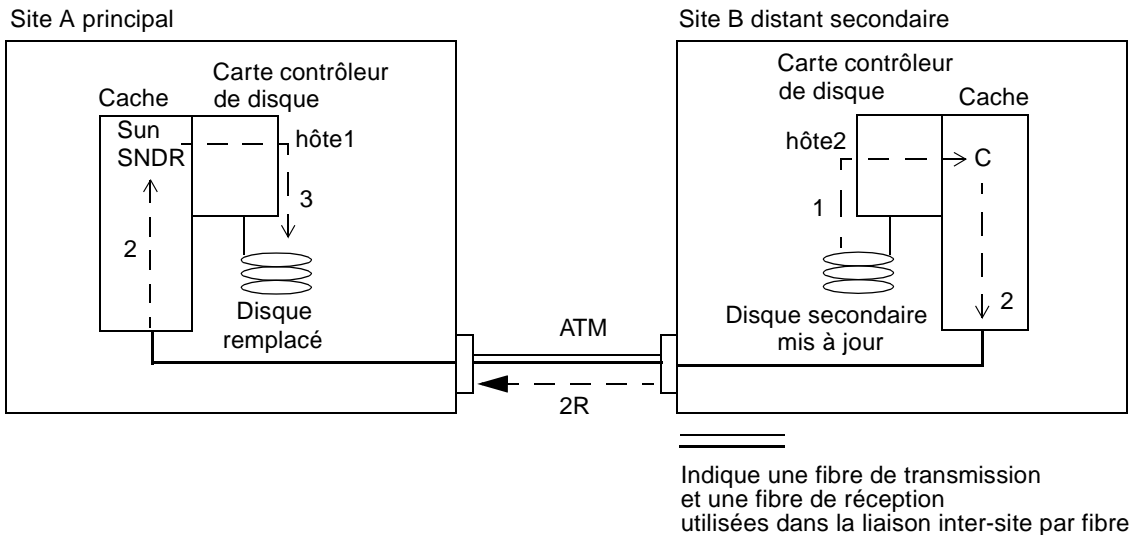 Site A principal
Site B distant secondaire
Carte contrôleur
de disque
Cache
Sun
SNDR
hôte1
3
2
Disque
remplacé
Carte contrôleur
de disque
Cache
hôte2
C
1
2
Disque secondaire
mis à jour
ATM
2R
Indique une fibre de transmission
et une fibre de réception
utilisées dans la liaison inter-site par fibre